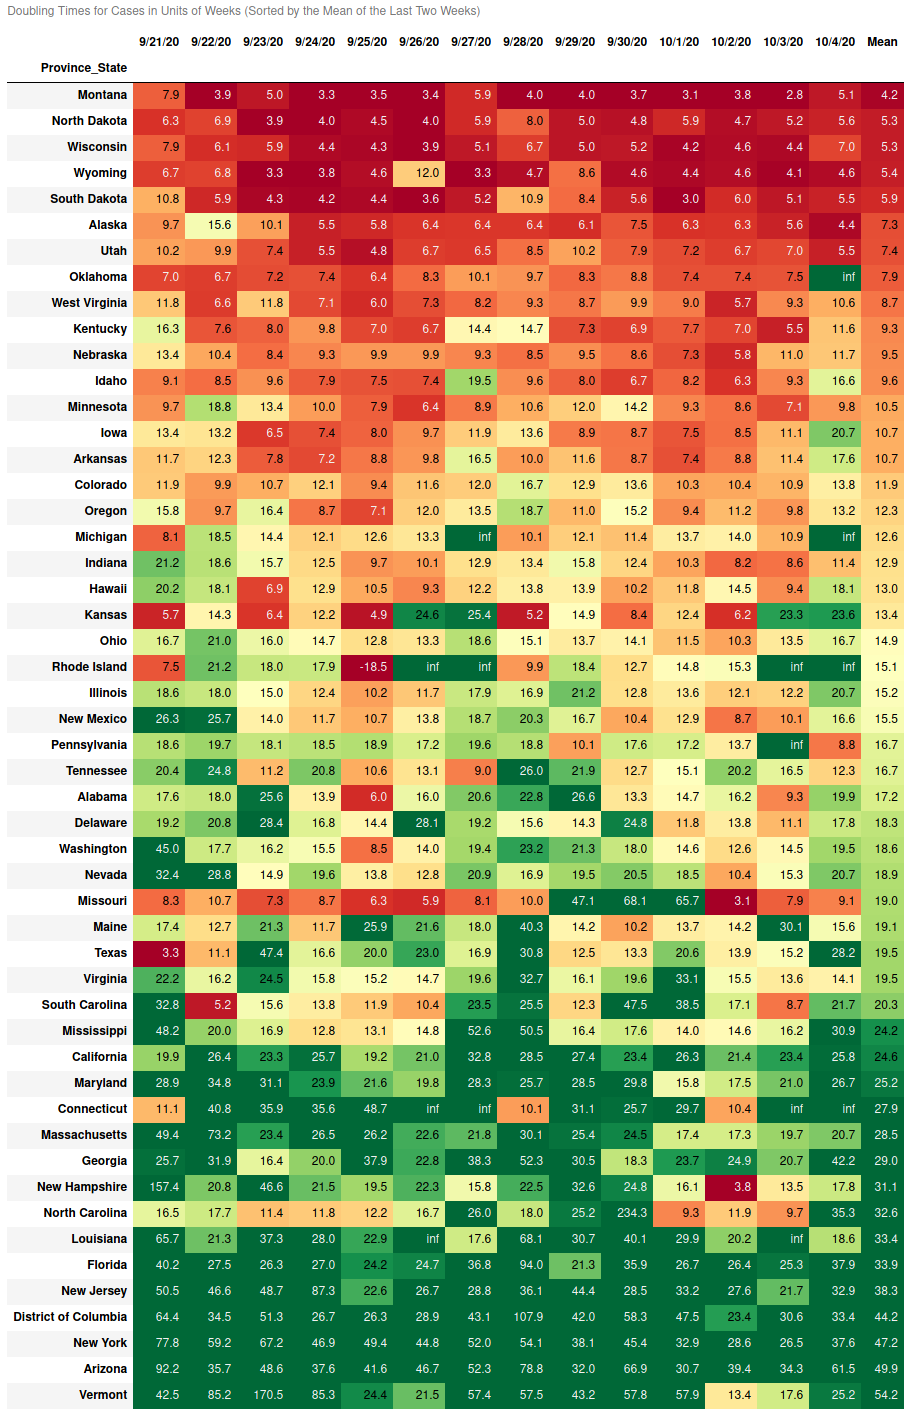 Doubling Times for Cases in Units of Weeks (Sorted by the Mean of the Last Two Weeks)
9/21/20 9/22/20 9/23/20 9/24/20 9/25/20 9/26/20 9/27/20 9/28/20 9/29/20 9/30/20 10/1/20 10/2/20 10/3/20 10/4/20 Mean
Province_State
Montana 7.9 3.9 5.0 3.3 3.5 3.4 5.9 4.0 4.0 3.7 3.1 3.8 2.8 5.1 4.2
North Dakota 6.3 6.9 3.9 4.0 4.5 4.0 5.9 8.0 5.0 4.8 5.9 4.7 5.2 5.6 5.3
Wisconsin 7.9 6.1 5.9 4.4 4.3 3.9 5.1 6.7 5.0 5.2 4.2 4.6 4.4 7.0 5.3
Wyoming 6.7 6.8 3.3 3.8 4.6 12.0 3.3 4.7 8.6 4.6 4.4 4.6 4.1 4.6 5.4
South Dakota 10.8 5.9 4.3 4.2 4.4 3.6 5.2 10.9 8.4 5.6 3.0 6.0 5.1 5.5 5.9
Alaska 9.7 15.6 10.1 5.5 5.8 6.4 6.4 6.4 6.1 7.5 6.3 6.3 5.6 4.4 7.3
Utah 10.2 9.9 7.4 5.5 4.8 6.7 6.5 8.5 10.2 7.9 7.2 6.7 7.0 5.5 7.4
Oklahoma 7.0 6.7 7.2 7.4 6.4 8.3 10.1 9.7 8.3 8.8 7.4 7.4 7.5 inf 7.9
West Virginia 11.8 6.6 11.8 7.1 6.0 7.3 8.2 9.3 8.7 9.9 9.0 5.7 9.3 10.6 8.7
Kentucky 16.3 7.6 8.0 9.8 7.0 6.7 14.4 14.7 7.3 6.9 7.7 7.0 5.5 11.6 9.3
Nebraska 13.4 10.4 8.4 9.3 9.9 9.9 9.3 8.5 9.5 8.6 7.3 5.8 11.0 11.7 9.5
Idaho 9.1 8.5 9.6 7.9 7.5 7.4 19.5 9.6 8.0 6.7 8.2 6.3 9.3 16.6 9.6
Minnesota 9.7 18.8 13.4 10.0 7.9 6.4 8.9 10.6 12.0 14.2 9.3 8.6 7.1 9.8 10.5
Iowa 13.4 13.2 6.5 7.4 8.0 9.7 11.9 13.6 8.9 8.7 7.5 8.5 11.1 20.7 10.7
Arkansas 11.7 12.3 7.8 7.2 8.8 9.8 16.5 10.0 11.6 8.7 7.4 8.8 11.4 17.6 10.7
Colorado 11.9 9.9 10.7 12.1 9.4 11.6 12.0 16.7 12.9 13.6 10.3 10.4 10.9 13.8 11.9
Oregon 15.8 9.7 16.4 8.7 7.1 12.0 13.5 18.7 11.0 15.2 9.4 11.2 9.8 13.2 12.3
Michigan 8.1 18.5 14.4 12.1 12.6 13.3 inf 10.1 12.1 11.4 13.7 14.0 10.9 inf 12.6
Indiana 21.2 18.6 15.7 12.5 9.7 10.1 12.9 13.4 15.8 12.4 10.3 8.2 8.6 11.4 12.9
Hawaii 20.2 18.1 6.9 12.9 10.5 9.3 12.2 13.8 13.9 10.2 11.8 14.5 9.4 18.1 13.0
Kansas 5.7 14.3 6.4 12.2 4.9 24.6 25.4 5.2 14.9 8.4 12.4 6.2 23.3 23.6 13.4
Ohio 16.7 21.0 16.0 14.7 12.8 13.3 18.6 15.1 13.7 14.1 11.5 10.3 13.5 16.7 14.9
Rhode Island 7.5 21.2 18.0 17.9 -18.5 inf inf 9.9 18.4 12.7 14.8 15.3 inf inf 15.1
Illinois 18.6 18.0 15.0 12.4 10.2 11.7 17.9 16.9 21.2 12.8 13.6 12.1 12.2 20.7 15.2
New Mexico 26.3 25.7 14.0 11.7 10.7 13.8 18.7 20.3 16.7 10.4 12.9 8.7 10.1 16.6 15.5
Pennsylvania 18.6 19.7 18.1 18.5 18.9 17.2 19.6 18.8 10.1 17.6 17.2 13.7 inf 8.8 16.7
Tennessee 20.4 24.8 11.2 20.8 10.6 13.1 9.0 26.0 21.9 12.7 15.1 20.2 16.5 12.3 16.7
Alabama 17.6 18.0 25.6 13.9 6.0 16.0 20.6 22.8 26.6 13.3 14.7 16.2 9.3 19.9 17.2
Delaware 19.2 20.8 28.4 16.8 14.4 28.1 19.2 15.6 14.3 24.8 11.8 13.8 11.1 17.8 18.3
Washington 45.0 17.7 16.2 15.5 8.5 14.0 19.4 23.2 21.3 18.0 14.6 12.6 14.5 19.5 18.6
Nevada 32.4 28.8 14.9 19.6 13.8 12.8 20.9 16.9 19.5 20.5 18.5 10.4 15.3 20.7 18.9
Missouri 8.3 10.7 7.3 8.7 6.3 5.9 8.1 10.0 47.1 68.1 65.7 3.1 7.9 9.1 19.0
Maine 17.4 12.7 21.3 11.7 25.9 21.6 18.0 40.3 14.2 10.2 13.7 14.2 30.1 15.6 19.1
Texas 3.3 11.1 47.4 16.6 20.0 23.0 16.9 30.8 12.5 13.3 20.6 13.9 15.2 28.2 19.5
Virginia 22.2 16.2 24.5 15.8 15.2 14.7 19.6 32.7 16.1 19.6 33.1 15.5 13.6 14.1 19.5
South Carolina 32.8 5.2 15.6 13.8 11.9 10.4 23.5 25.5 12.3 47.5 38.5 17.1 8.7 21.7 20.3
Mississippi 48.2 20.0 16.9 12.8 13.1 14.8 52.6 50.5 16.4 17.6 14.0 14.6 16.2 30.9 24.2
California 19.9 26.4 23.3 25.7 19.2 21.0 32.8 28.5 27.4 23.4 26.3 21.4 23.4 25.8 24.6
Maryland 28.9 34.8 31.1 23.9 21.6 19.8 28.3 25.7 28.5 29.8 15.8 17.5 21.0 26.7 25.2
Connecticut 11.1 40.8 35.9 35.6 48.7 inf inf 10.1 31.1 25.7 29.7 10.4 inf inf 27.9
Massachusetts 49.4 73.2 23.4 26.5 26.2 22.6 21.8 30.1 25.4 24.5 17.4 17.3 19.7 20.7 28.5
Georgia 25.7 31.9 16.4 20.0 37.9 22.8 38.3 52.3 30.5 18.3 23.7 24.9 20.7 42.2 29.0
New Hampshire 157.4 20.8 46.6 21.5 19.5 22.3 15.8 22.5 32.6 24.8 16.1 3.8 13.5 17.8 31.1
North Carolina 16.5 17.7 11.4 11.8 12.2 16.7 26.0 18.0 25.2 234.3 9.3 11.9 9.7 35.3 32.6
Louisiana 65.7 21.3 37.3 28.0 22.9 inf 17.6 68.1 30.7 40.1 29.9 20.2 inf 18.6 33.4
Florida 40.2 27.5 26.3 27.0 24.2 24.7 36.8 94.0 21.3 35.9 26.7 26.4 25.3 37.9 33.9
New Jersey 50.5 46.6 48.7 87.3 22.6 26.7 28.8 36.1 44.4 28.5 33.2 27.6 21.7 32.9 38.3
District of Columbia 64.4 34.5 51.3 26.7 26.3 28.9 43.1 107.9 42.0 58.3 47.5 23.4 30.6 33.4 44.2
New York 77.8 59.2 67.2 46.9 49.4 44.8 52.0 54.1 38.1 45.4 32.9 28.6 26.5 37.6 47.2
Arizona 92.2 35.7 48.6 37.6 41.6 46.7 52.3 78.8 32.0 66.9 30.7 39.4 34.3 61.5 49.9
Vermont 42.5 85.2 170.5 85.3 24.4 21.5 57.4 57.5 43.2 57.8 57.9 13.4 17.6 25.2 54.2